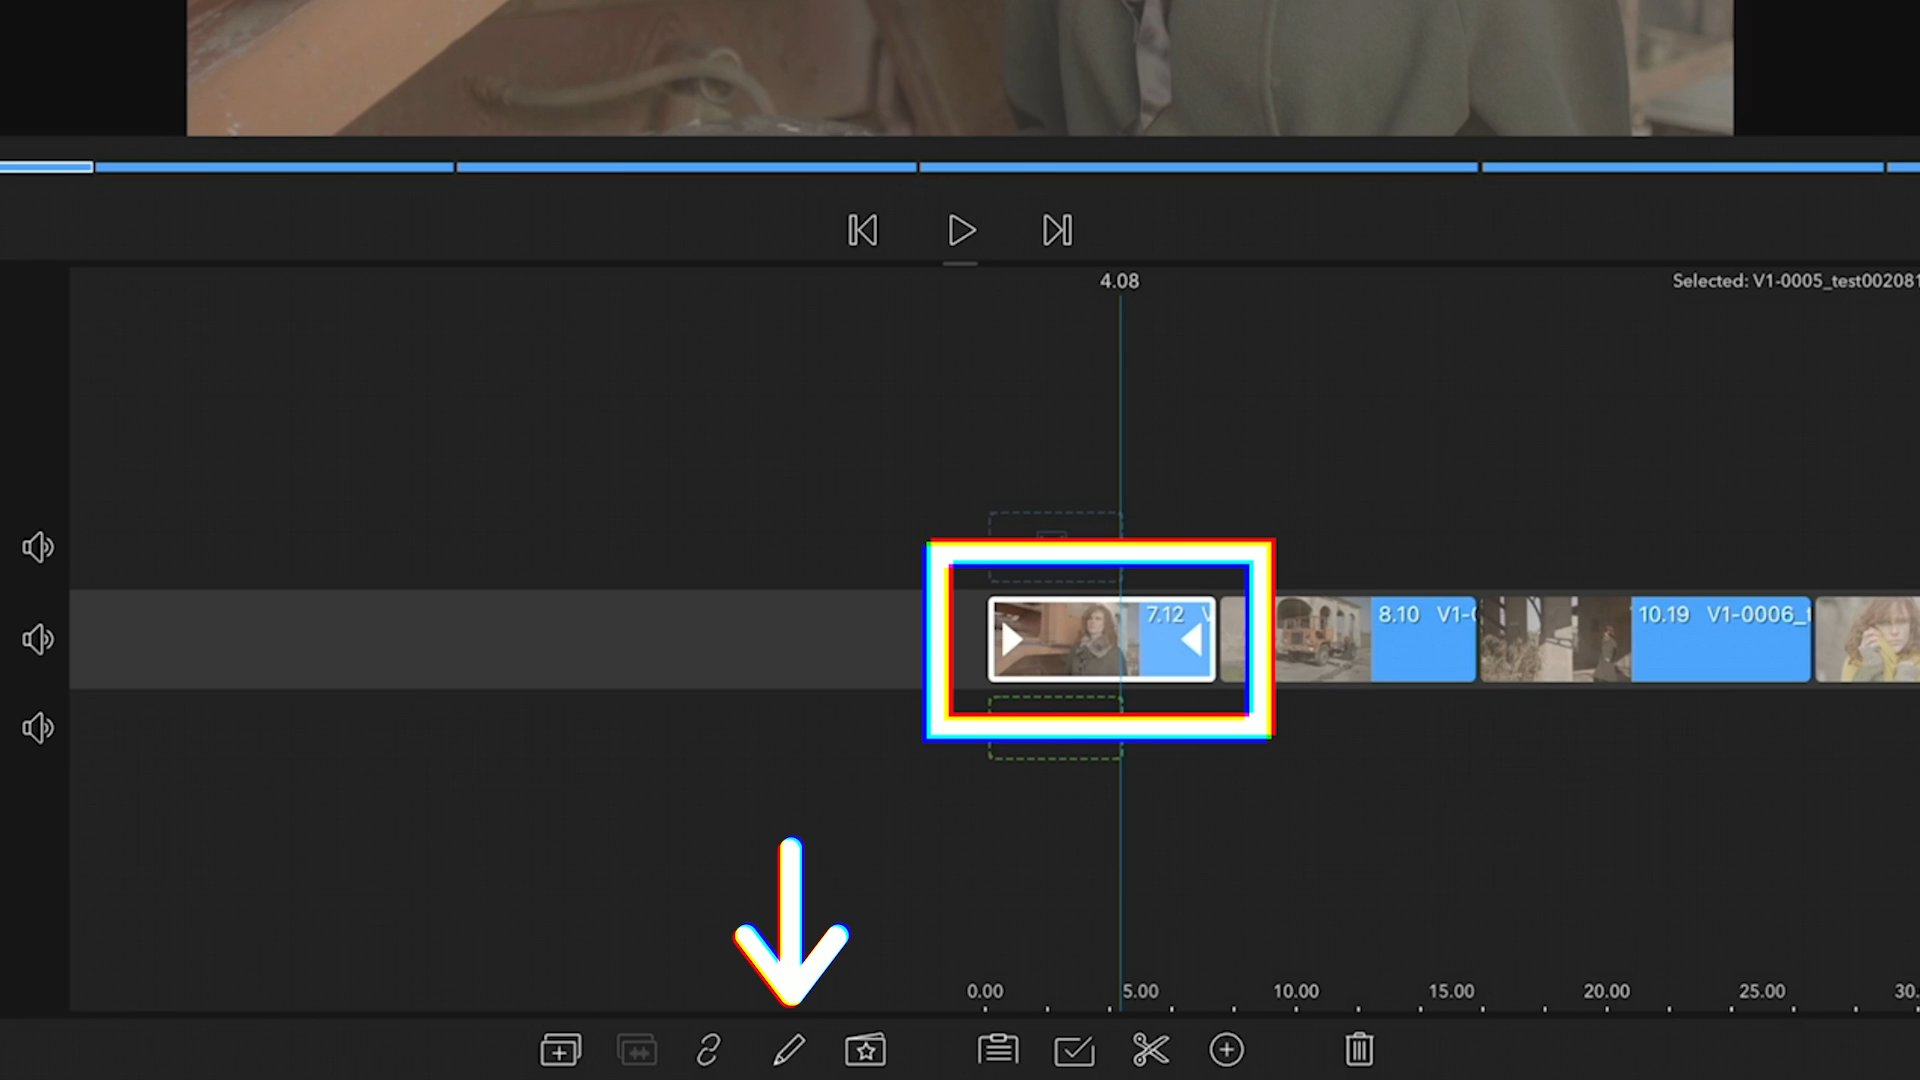 4.08
Selected: V1-0005_test002081
7.12
8.10 V1-
10.19 V1-0006_
0.00 5.00 10.00 15.00 20.00 25.00 30.